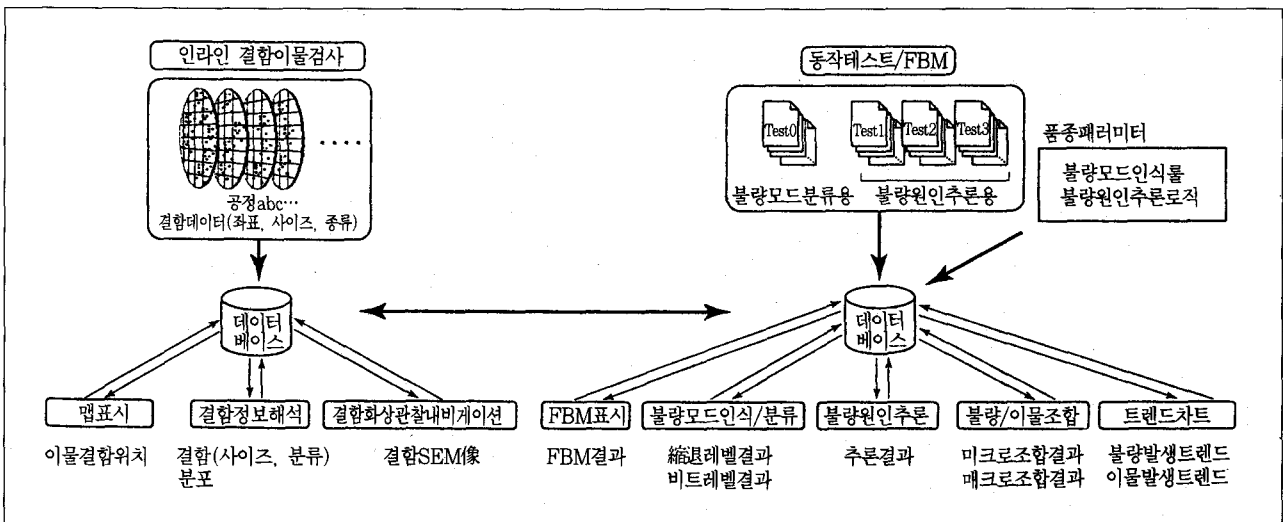 인라인 결함이물검사
공정abc…
결함데이터(좌표, 사이즈, 종류)
동작테스트/FBM
Test0
Test1
Test2
Test3
불량모드분류용
불량원인추론용
품종패러미터
불량모드인식룰
불량원인추론로직
데이터
베이스
데이터
베이스
맵표시
결함정보해석
결함화상관찰내비게이션
FBM표시
불량모드인식/분류
불량원인추론
불량/이물조합
트렌드차트
이물결함위치
결함(사이즈, 분류)
분포
결함SEM像
FBM결과
縮退레벨결과
비트레벨결과
추론결과
미크로조합결과
매크로조합결과
불량발생트렌드
이물발생트렌드